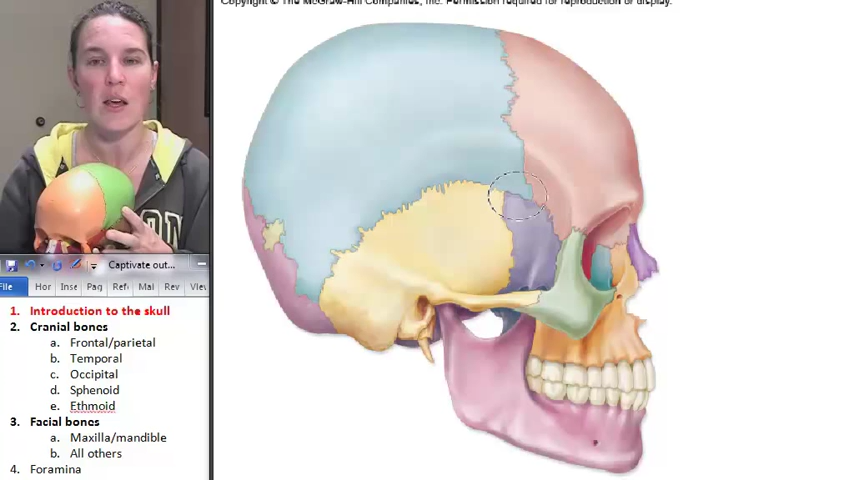 Copyright © The McGraw-Hill Companies, Inc. Permission required for reproduction or display.
Captivate out...
File Hor Inse Pag Refe Mai Rev Viev
1. Introduction to the skull
2. Cranial bones
a. Frontal/parietal
b. Temporal
c. Occipital
d. Sphenoid
e. Ethmoid
3. Facial bones
a. Maxilla/mandible
b. All others
4. Foramina